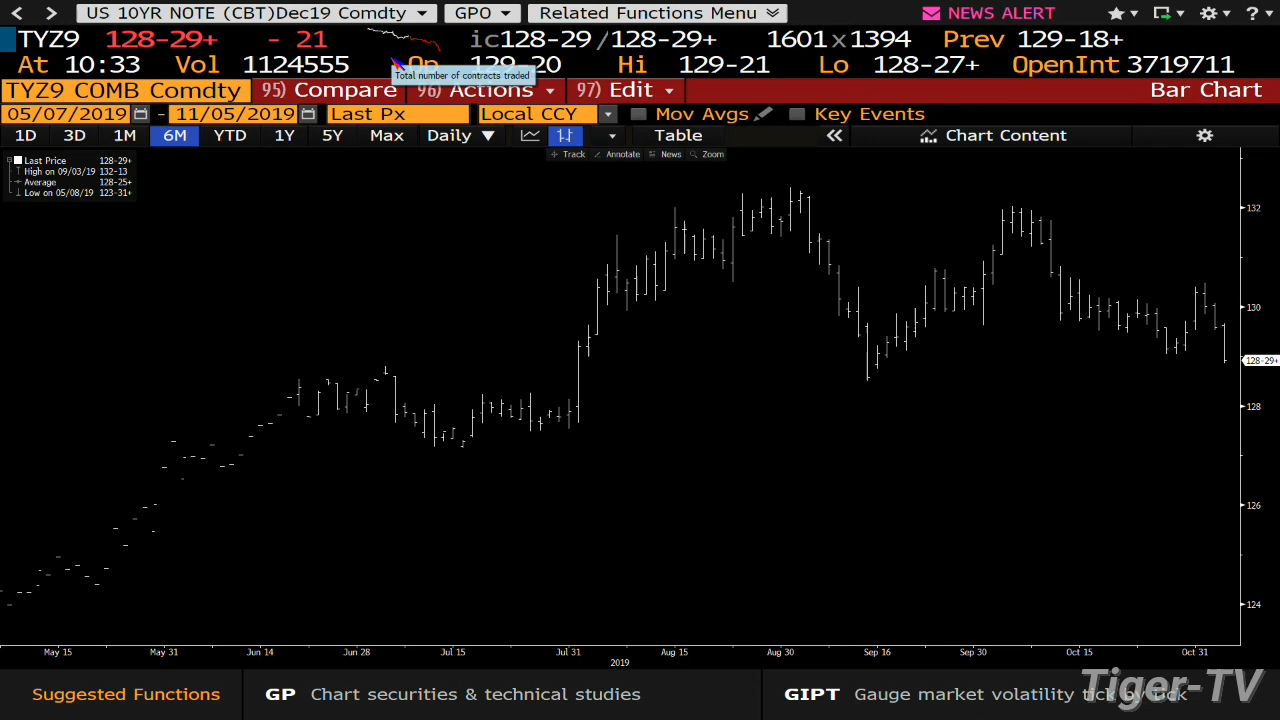 US 10YR NOTE (CBT)Dec19 Comdty GPO Related Functions Menu NEWS ALERT ?
TYZ9 128-29+ - 21 ic128-29 /128-29+ 1601x1394 Prev 129-18+
At 10:33 Vol 1124555 Op 129-20 Hi 129-21 Lo 128-27+ OpenInt 3719711
Total number of contracts traded
TYZ9 COMB Comdty 95) Compare 96) Actions 97) Edit Bar Chart
05/07/2019 - 11/05/2019 Last Px Local CCY Mov Avgs Key Events
1D 3D 1M 6M YTD 1Y 5Y Max Daily Table Chart Content
Track Annotate News Zoom
Last Price 128-29+
High on 09/03/19 132-13
Average 128-25+
Low on 05/08/19 123-31+
132
130
128-29+
128
126
124
May 15 May 31 Jun 14 Jun 28 Jul 15 Jul 31 Aug 15 Aug 30 Sep 16 Sep 30 Oct 15 Oct 31
2019
Suggested Functions GP Chart securities & technical studies GIPT Gauge market volatility tick by tick
Tiger-TV